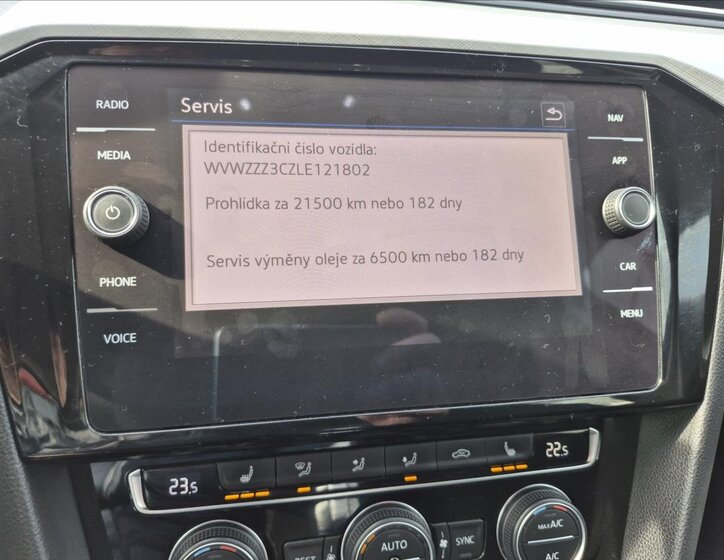 RADIO
MEDIA
PHONE
VOICE
Servis
Identifikační číslo vozidla:
WVWZZZ3CZLE121802
Prohlídka za 21500 km nebo 182 dny
Servis výměny oleje za 6500 km nebo 182 dny
NAV
APP
CAR
MENU
23.5
22.5
AUTO
SYNC
MAX A/C
A/C